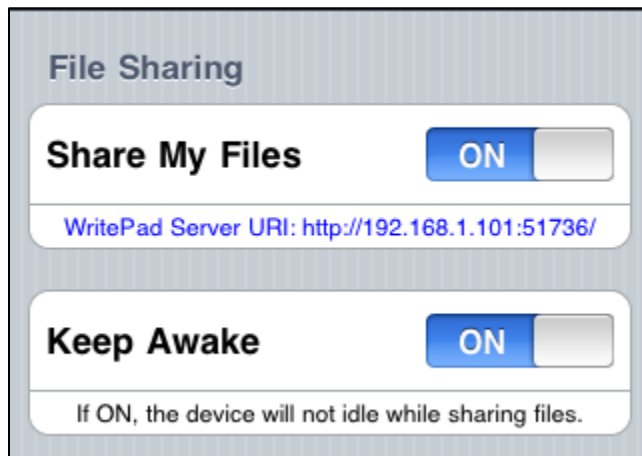 File Sharing
Share My Files ON
WritePad Server URI: http://192.168.1.101:51736/
Keep Awake ON
If ON, the device will not idle while sharing files.